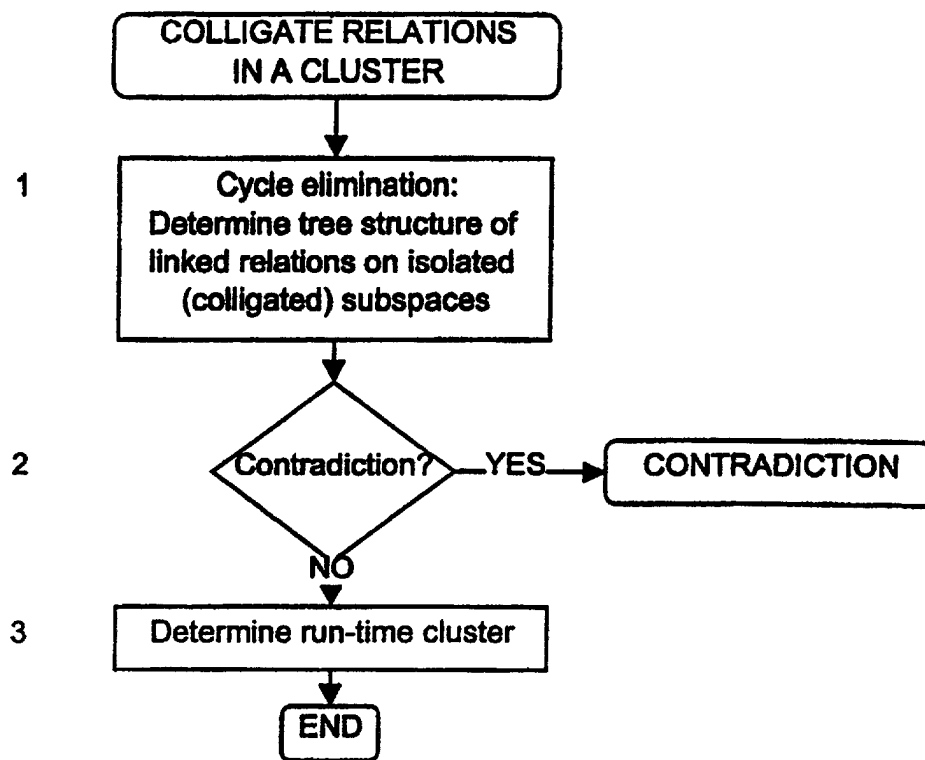 COLLIGATE RELATIONS
IN A CLUSTER
1
Cycle elimination:
Determine tree structure of
linked relations on isolated
(colligated) subspaces
2
Contradiction?
YES
CONTRADICTION
NO
3
Determine run-time cluster
END